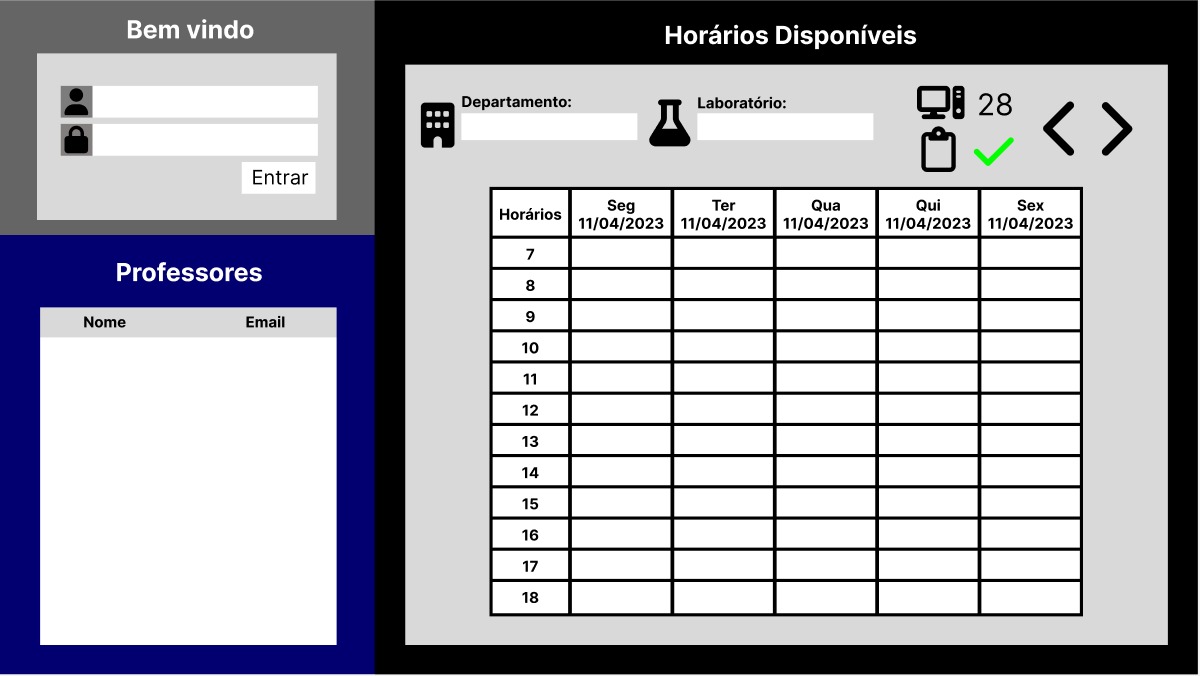 Bem vindo
Entrar
Professores
Nome Email
Horários Disponíveis
Departamento:
Laboratório:
28
Horários Seg Ter Qua Qui Sex
11/04/2023 11/04/2023 11/04/2023 11/04/2023 11/04/2023
7
8
9
10
11
12
13
14
15
16
17
18